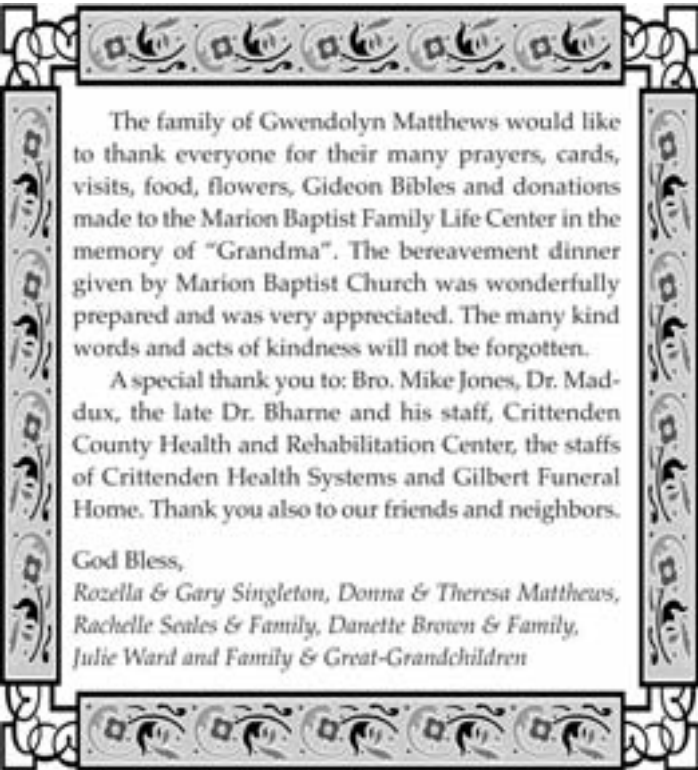 The family of Gwendolyn Matthews would like
to thank everyone for their many prayers, cards,
visits, food, flowers, Gideon Bibles and donations
made to the Marion Baptist Family Life Center in the
memory of “Grandma”. The bereavement dinner
given by Marion Baptist Church was wonderfully
prepared and was very appreciated. The many kind
words and acts of kindness will not be forgotten.
A special thank you to: Bro. Mike Jones, Dr. Mad-
dux, the late Dr. Bharne and his staff, Crittenden
County Health and Rehabilitation Center, the staffs
of Crittenden Health Systems and Gilbert Funeral
Home. Thank you also to our friends and neighbors.
God Bless,
Rozella & Gary Singleton, Donna & Theresa Matthews,
Rachelle Seales & Family, Danette Brown & Family,
Julie Ward and Family & Great-Grandchildren